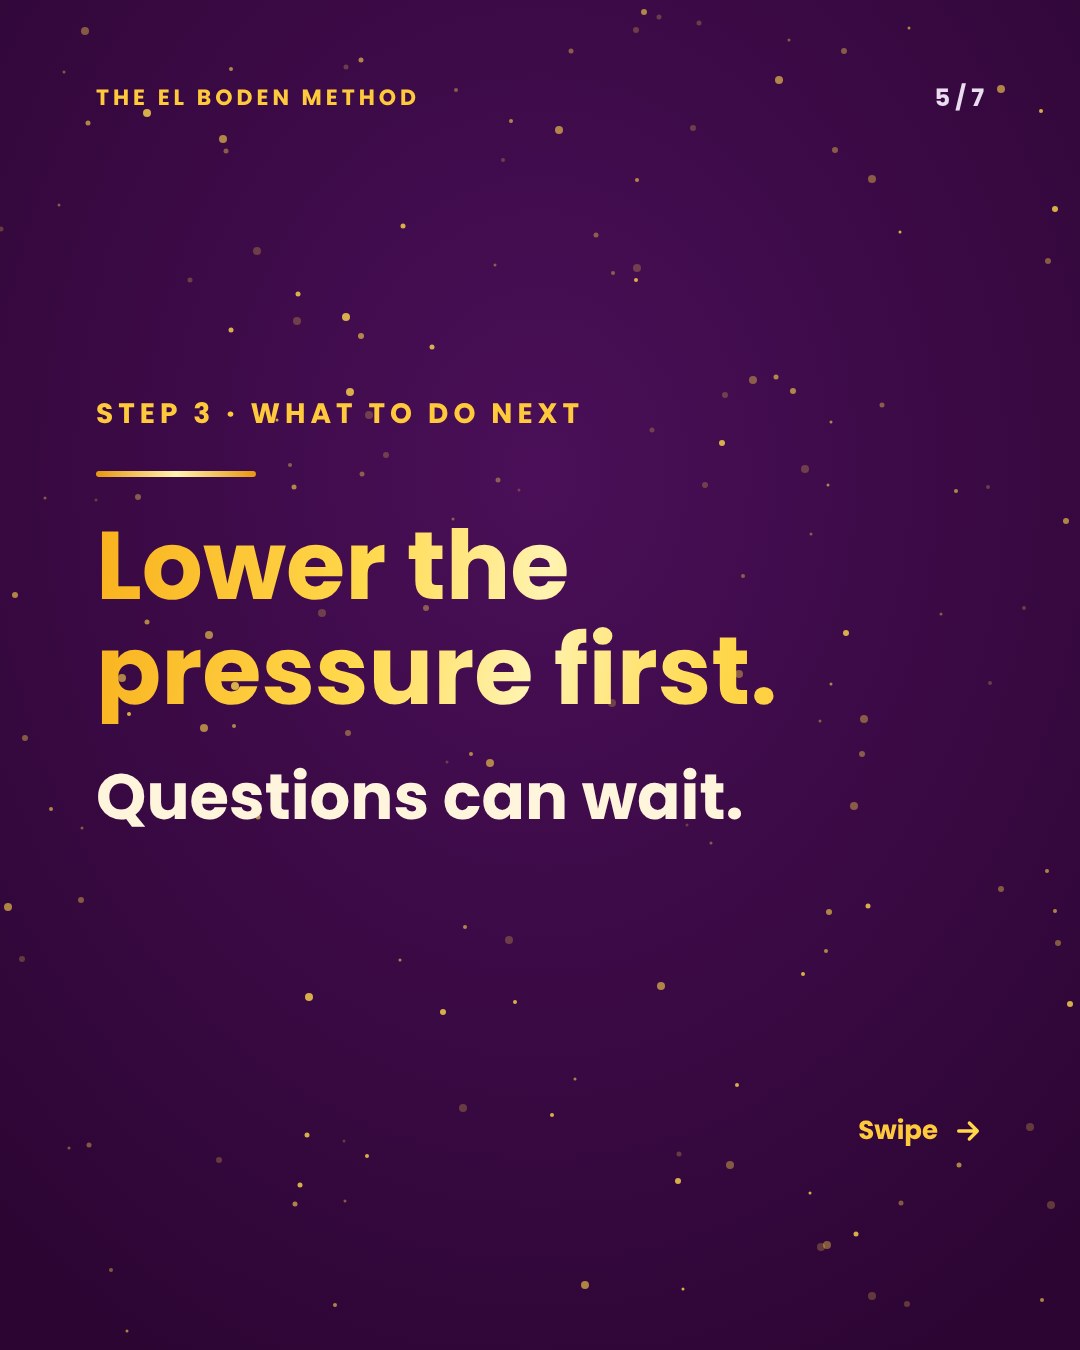 THE EL BODEN METHOD
5/7
STEP 3 · WHAT TO DO NEXT
Lower the
pressure first.
Questions can wait.
Swipe →